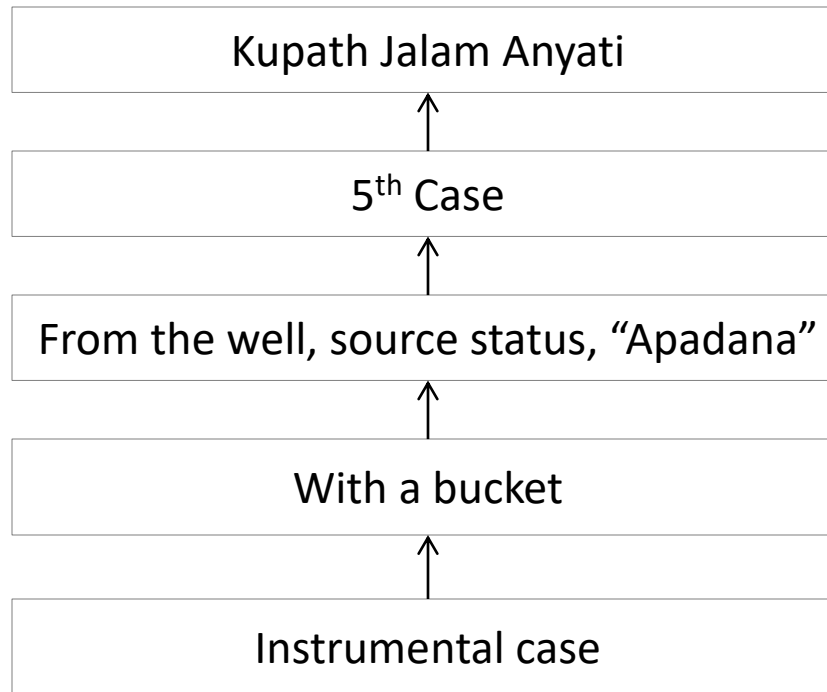 Kupath Jalam Anyati
5th Case
From the well, source status, “Apadana”
With a bucket
Instrumental case